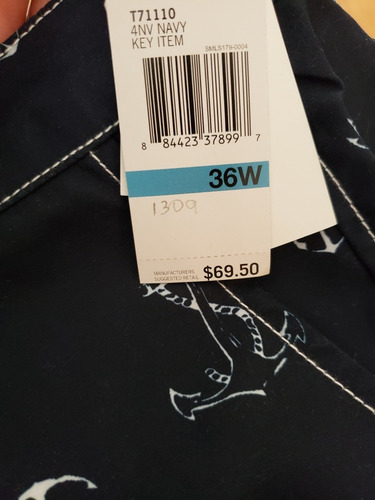 T71110
4NV NAVY
KEY ITEM
SMLS179-0004
8 84423 37899 7
36W
1309
MANUFACTURERS
SUGGESTED RETAIL $69.50